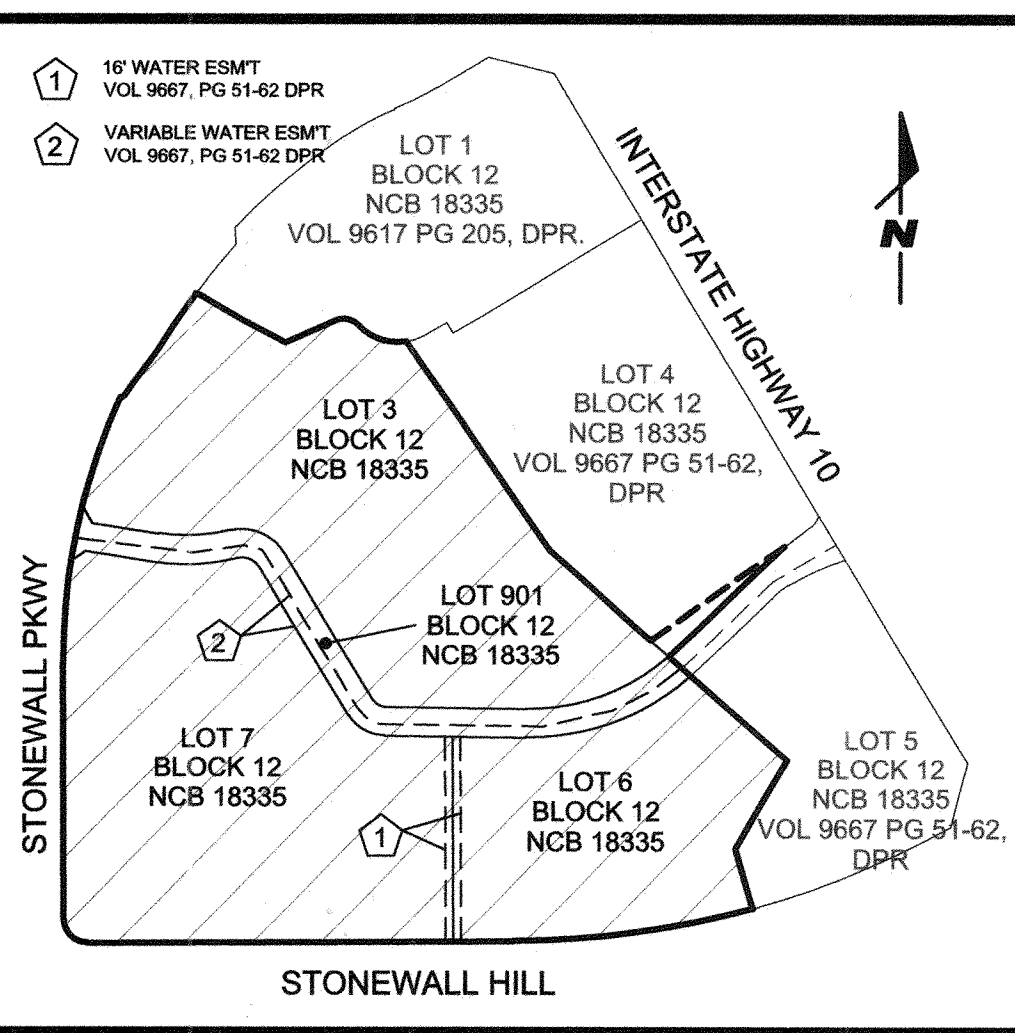 1
16' WATER ESM'T
VOL 9667, PG 51-62 DPR
2
VARIABLE WATER ESM'T
VOL 9667, PG 51-62 DPR
LOT 1
BLOCK 12
NCB 18335
VOL 9617 PG 205, DPR.
INTERSTATE HIGHWAY 10
N
LOT 4
BLOCK 12
NCB 18335
VOL 9667 PG 51-62,
DPR
LOT 3
BLOCK 12
NCB 18335
LOT 901
BLOCK 12
NCB 18335
2
STONEWALL PKWY
LOT 7
BLOCK 12
NCB 18335
LOT 6
BLOCK 12
NCB 18335
LOT 5
BLOCK 12
NCB 18335
VOL 9667 PG 51-62,
DPR
1
STONEWALL HILL